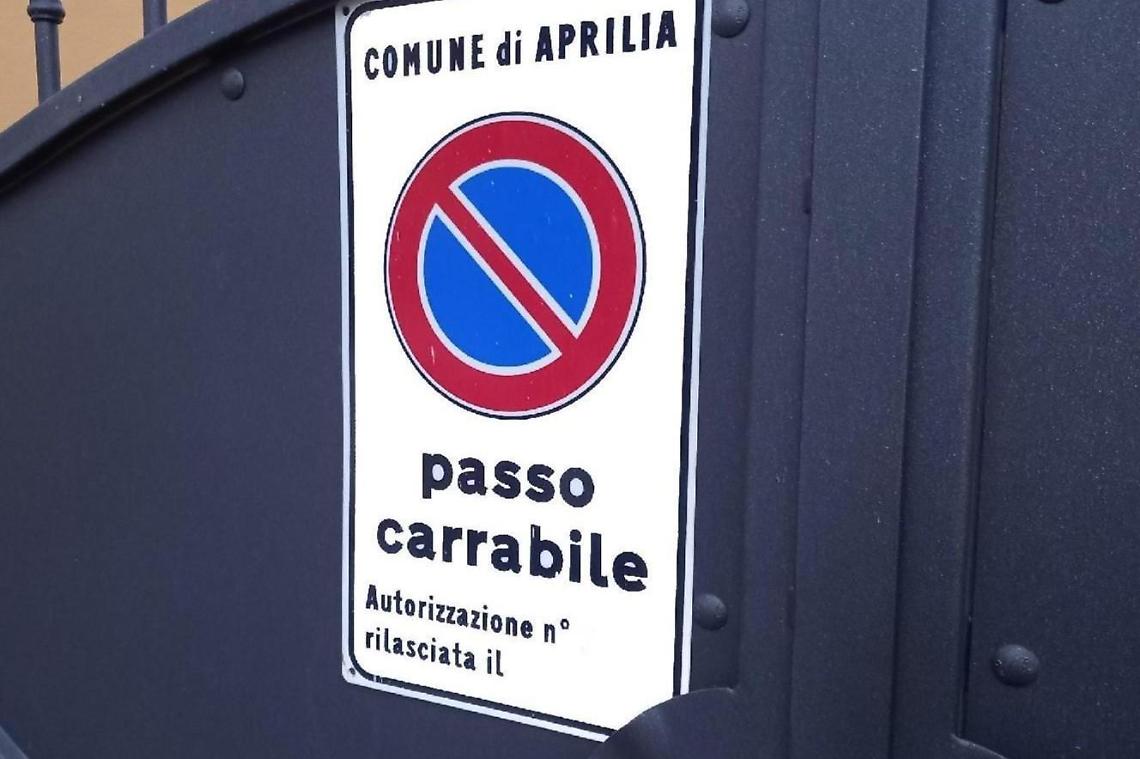 COMUNE di APRILIA
passo
carrabile
Autorizzazione n°
rilasciata il